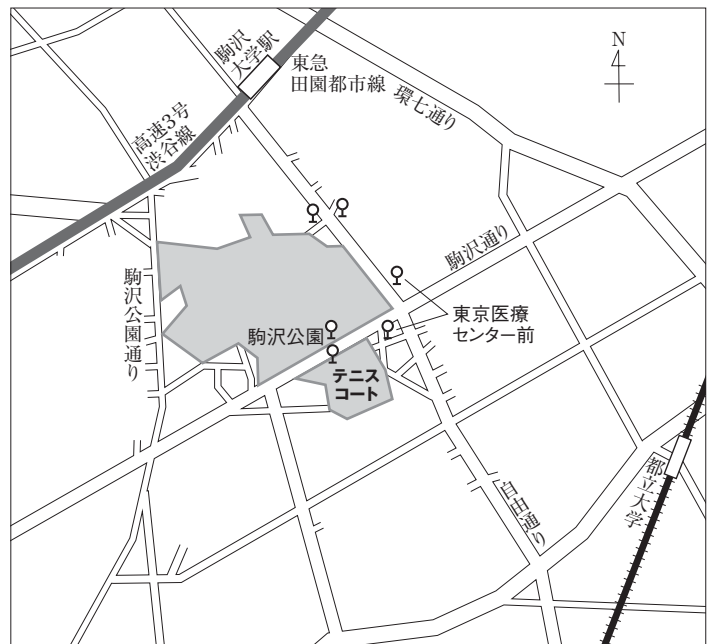 N
駒沢
大学駅
東急
田園都市線
環七通り
高速3号
渋谷線
駒沢通り
駒沢公園通り
駒沢公園
東京医療
センター前
テニス
コート
自由通り
都立大学